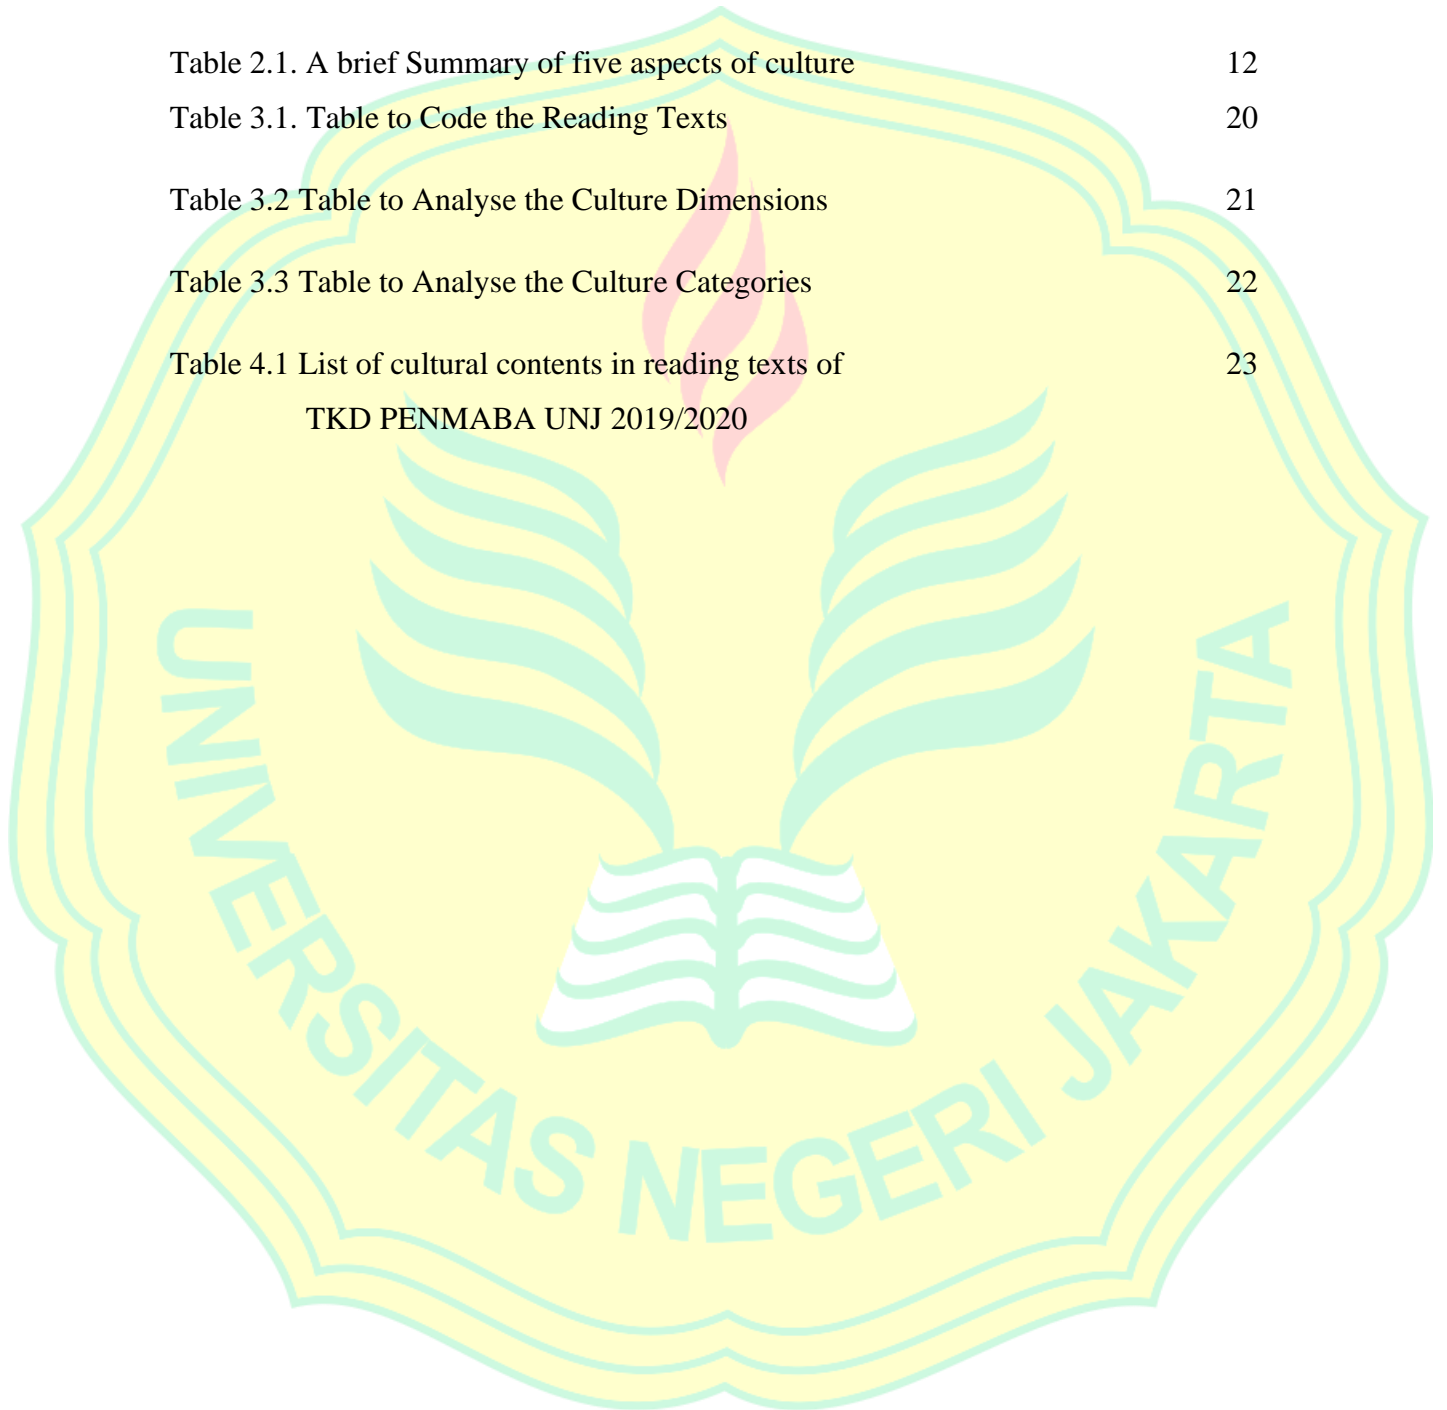 Table 2.1. A brief Summary of five aspects of culture 12
Table 3.1. Table to Code the Reading Texts 20
Table 3.2 Table to Analyse the Culture Dimensions 21
Table 3.3 Table to Analyse the Culture Categories 22
Table 4.1 List of cultural contents in reading texts of 23
TKD PENMABA UNJ 2019/2020
UNIVERSITAS NEGERI JAKARTA